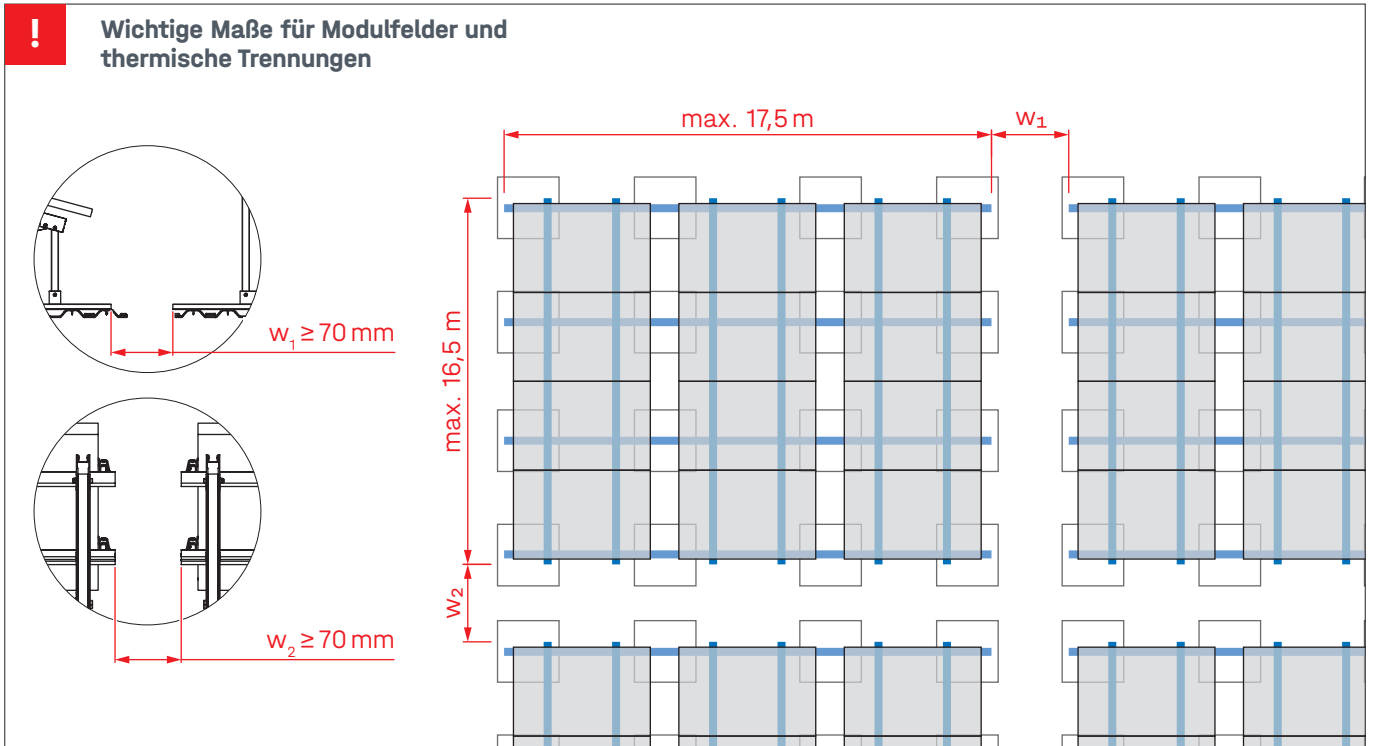 !
Wichtige Maße für Modulfelder und
thermische Trennungen
max. 17,5 m
w₁
w₁ ≥ 70 mm
max. 16,5 m
w₂
w₂ ≥ 70 mm